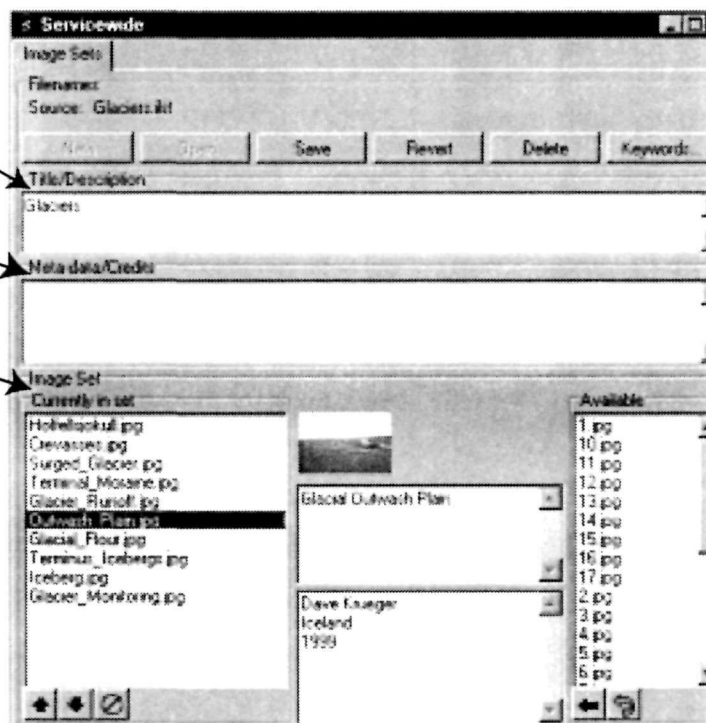 Servicewide
Image Sets
Filenames
Source: Glaciers.ikt
New
Open
Save
Revert
Delete
Keywords...
Title/Description
Glaciers
Meta-data/Credits
Image Set
Currently in set
Crevasses.jpg
Surged_Glacier.jpg
Terminal_Moraine.jpg
Glacier_Runoff.jpg
Outwash_Plain.jpg
Glacial_Flour.jpg
Terminus_Icebergs.jpg
Iceberg.jpg
Glacier_Monitoring.jpg
Glacial Outwash Plain
Dave Krueger
Iceland
1999
Available
1.jpg
10.jpg
11.jpg
12.jpg
13.jpg
14.jpg
15.jpg
16.jpg
17.jpg
2.jpg
3.jpg
4.jpg
5.jpg
6.jpg